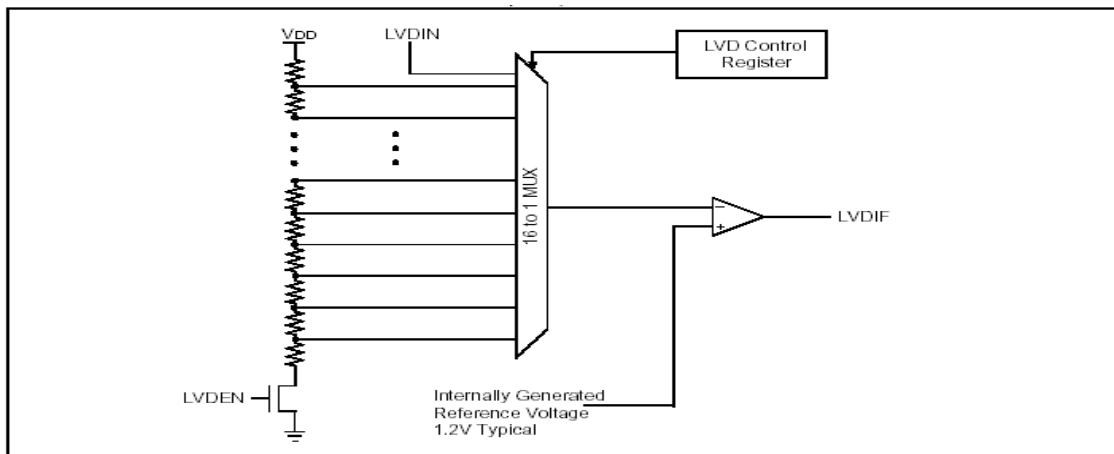 VDD
LVDIN
LVD Control
Register
16 to 1 MUX
LVDIF
LVDEN
Internally Generated
Reference Voltage
1.2V Typical